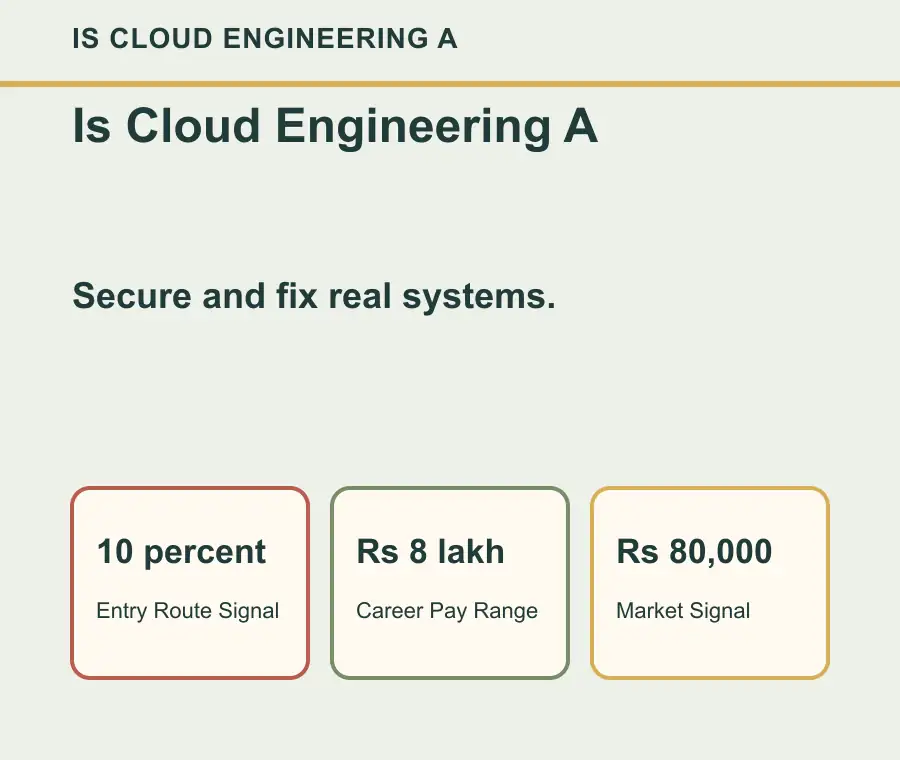 IS CLOUD ENGINEERING A
Is Cloud Engineering A
Secure and fix real systems.
10 percent
Entry Route Signal
Rs 8 lakh
Career Pay Range
Rs 80,000
Market Signal